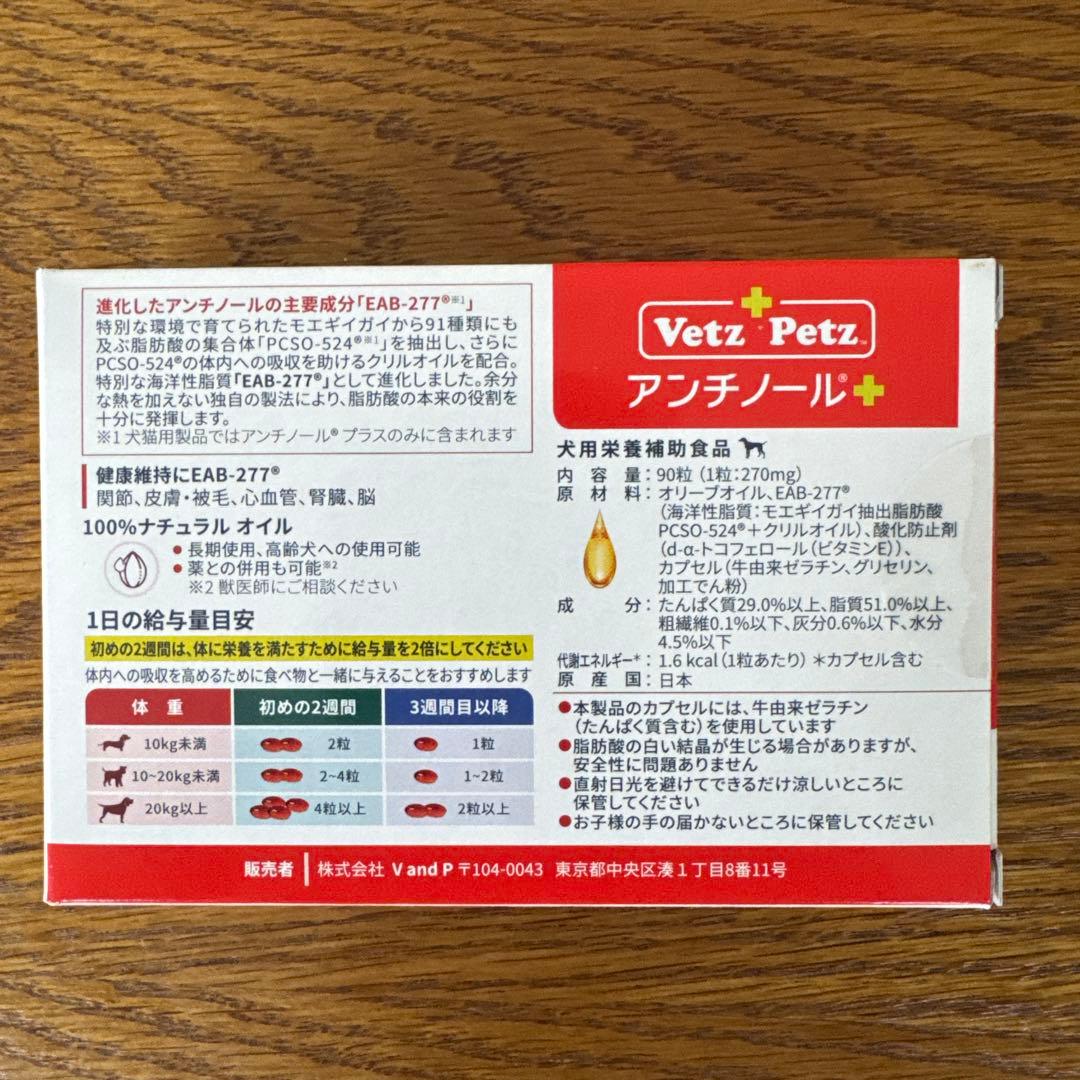 進化したアンチノールの主要成分「EAB-277®※1」
特別な環境で育てられたモエギイガイから91種類にも
及ぶ脂肪酸の集合体「PCSO-524®※1」を抽出し、さらに
PCSO-524®の体内への吸収を助けるクリルオイルを配合。
特別な海洋性脂質「EAB-277®」として進化しました。余分
な熱を加えない独自の製法により、脂肪酸の本来の役割を
十分に発揮します。
※1 犬猫用製品ではアンチノール® プラスのみに含まれます
健康維持にEAB-277®
関節、皮膚・被毛、心血管、腎臓、脳
100%ナチュラル オイル
● 長期使用、高齢犬への使用可能
● 薬との併用も可能※2
※2 獣医師にご相談ください
1日の給与量目安
初めの2週間は、体に栄養を満たすために給与量を2倍にしてください
体内への吸収を高めるために食べ物と一緒に与えることをおすすめします
体 重 初めの2週間 3週間目以降
10kg未満 2粒 1粒
10~20kg未満 2~4粒 1~2粒
20kg以上 4粒以上 2粒以上
Vetz Petz™
アンチノール®
犬用栄養補助食品
内容量：90粒（1粒：270mg）
原材料：オリーブオイル、EAB-277®
（海洋性脂質：モエギイガイ抽出脂肪酸
PCSO-524®＋クリルオイル）、酸化防止剤
（d-α-トコフェロール（ビタミンE））、
カプセル（牛由来ゼラチン、グリセリン、
加工でん粉）
成分：たんぱく質29.0%以上、脂質51.0%以上、
粗繊維0.1%以下、灰分0.6%以下、水分
4.5%以下
代謝エネルギー*：1.6 kcal（1粒あたり）＊カプセル含む
原産国：日本
●本製品のカプセルには、牛由来ゼラチン
（たんぱく質含む）を使用しています
●脂肪酸の白い結晶が生じる場合がありますが、
安全性に問題ありません
●直射日光を避けてできるだけ涼しいところに
保管してください
●お子様の手の届かないところに保管してください
販売者 株式会社 V and P 〒104-0043 東京都中央区湊1丁目8番11号